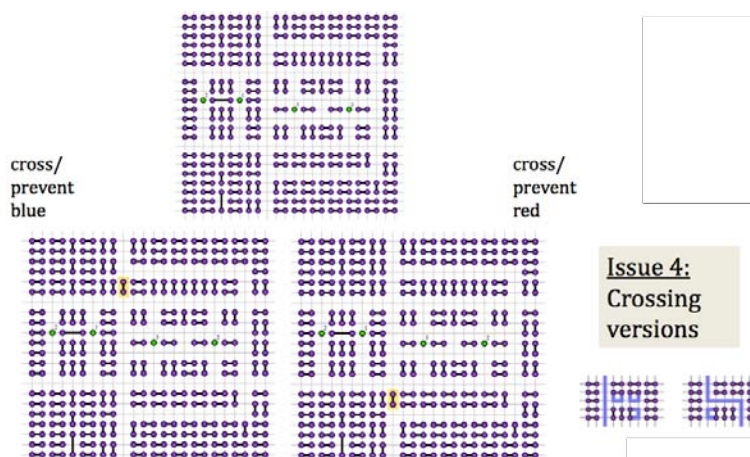 cross/
prevent
blue
cross/
prevent
red
Issue 4:
Crossing
versions